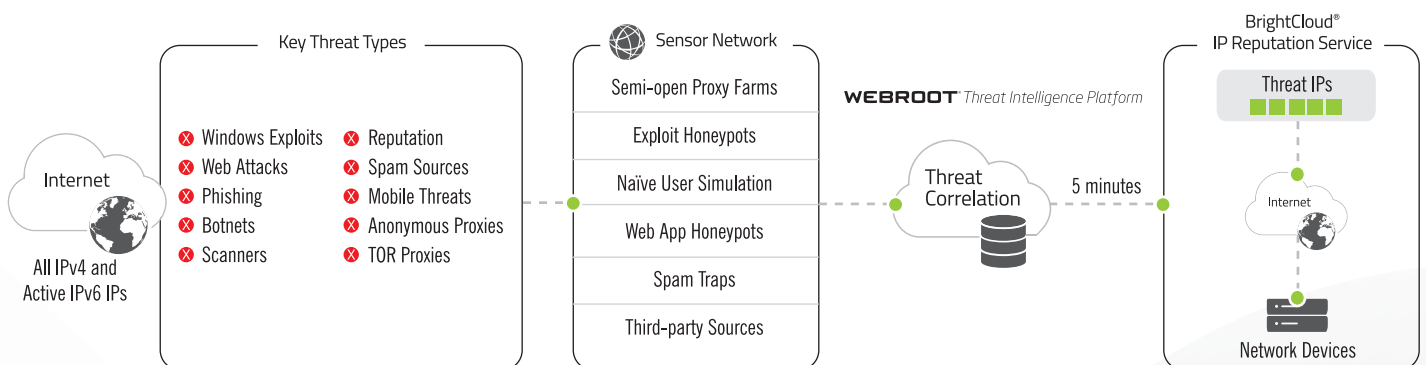 Internet
All IPv4 and
Active IPv6 IPs
Key Threat Types
Windows Exploits
Web Attacks
Phishing
Botnets
Scanners
Reputation
Spam Sources
Mobile Threats
Anonymous Proxies
TOR Proxies
Sensor Network
Semi-open Proxy Farms
Exploit Honeypots
Naïve User Simulation
Web App Honeypots
Spam Traps
Third-party Sources
WEBROOT® Threat Intelligence Platform
Threat
Correlation
5 minutes
BrightCloud®
IP Reputation Service
Threat IPs
Internet
Network Devices